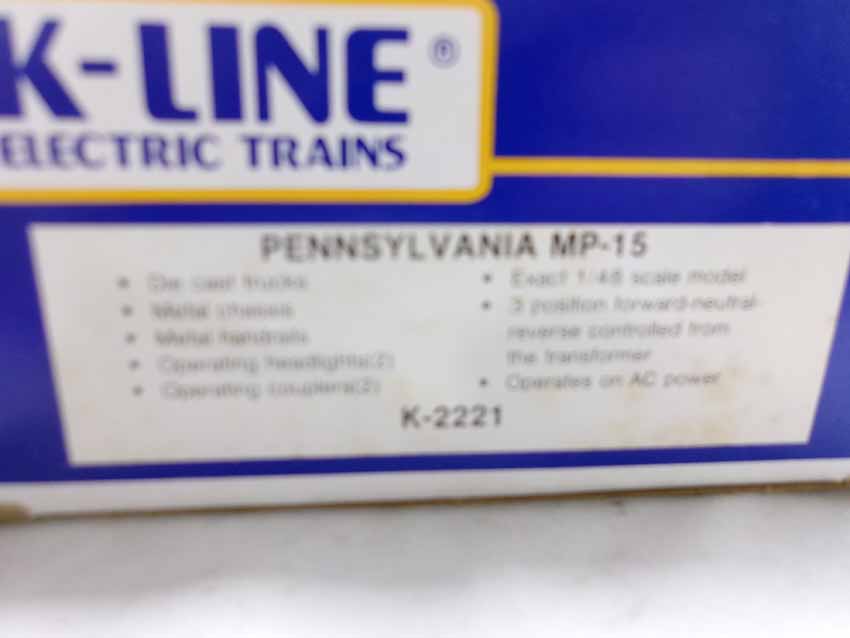 K-LINE®
ELECTRIC TRAINS
PENNSYLVANIA MP-15
• Die cast trucks
• Metal chassis
• Metal handrails
• Operating headlights(2)
• Operating couplers(2)
• Exact 1/48 scale model
• 3 position forward-neutral-
reverse controlled from
the transformer
• Operates on AC power
K-2221